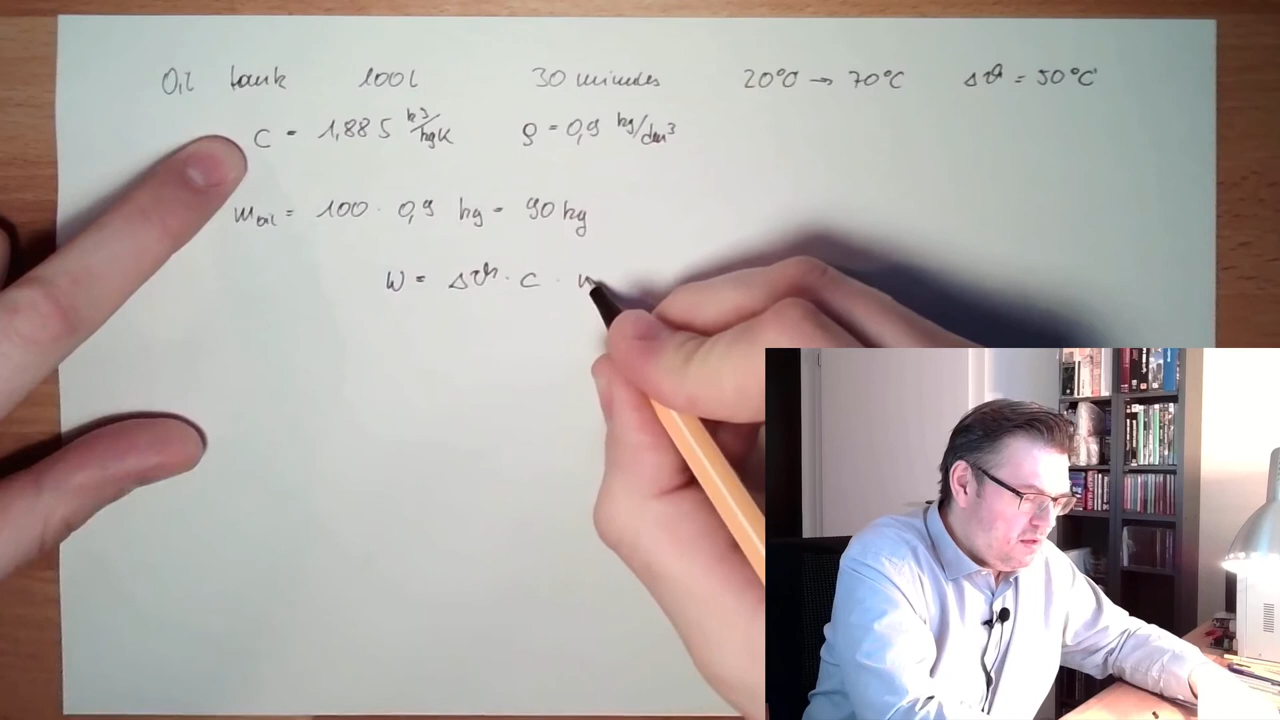 Oil tank 100l 30 minutes 20°C → 70°C Δϑ = 50°C
C = 1,885 kJ/kgK ρ = 0,9 kg/dm³
m_oil = 100 · 0,9 kg = 90 kg
W = Δϑ · C ·